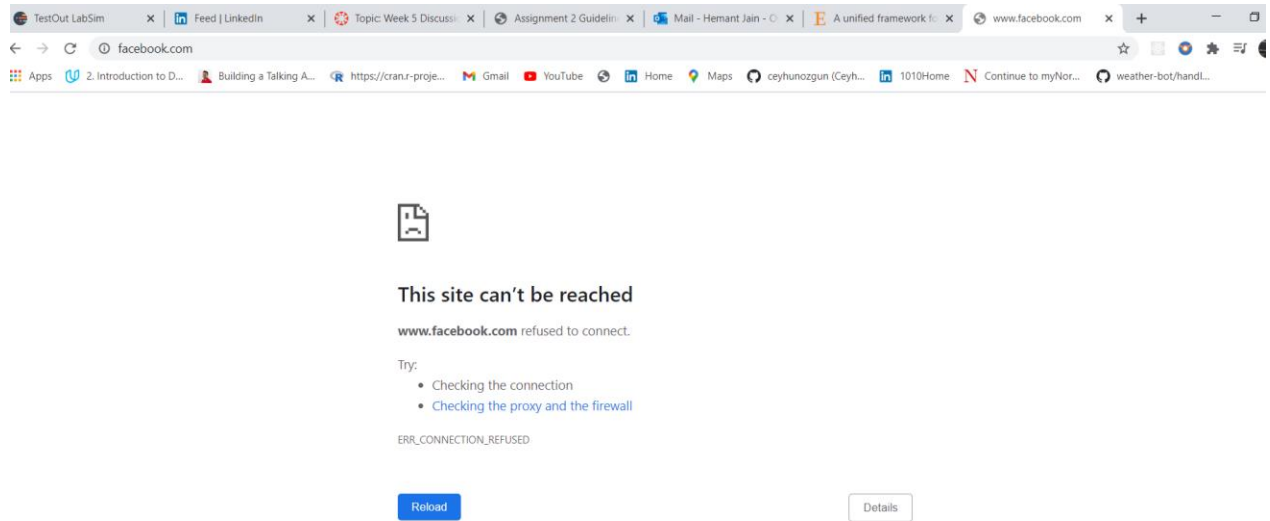 TestOut LabSim
Feed | LinkedIn
Topic: Week 5 Discussi
Assignment 2 Guidelin
Mail - Hemant Jain - O
A unified framework fo
www.facebook.com
facebook.com
Apps
2. Introduction to D...
Building a Talking A...
https://cran.r-proje...
Gmail
YouTube
Home
Maps
ceyhunozgun (Ceyh...
1010Home
Continue to myNor...
weather-bot/handl...
This site can't be reached
www.facebook.com refused to connect.
Try:
• Checking the connection
• Checking the proxy and the firewall
ERR_CONNECTION_REFUSED
Reload
Details